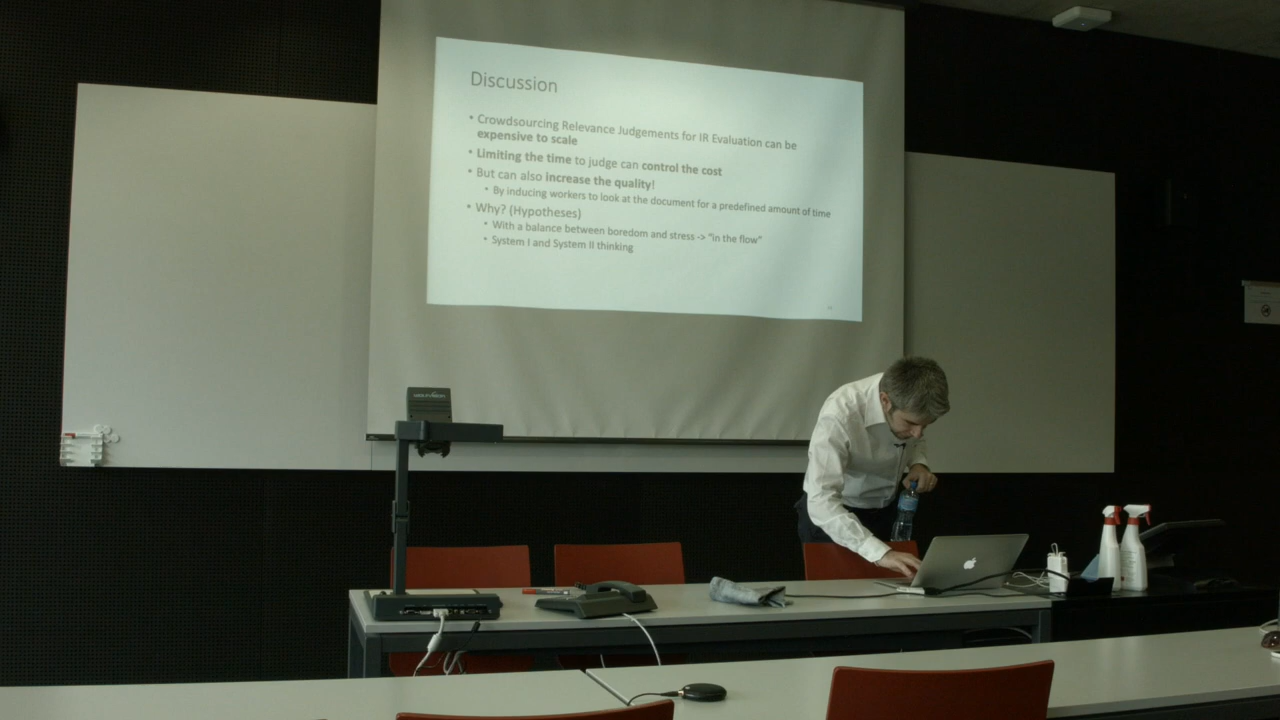 Discussion
• Crowdsourcing Relevance Judgements for IR Evaluation can be
expensive to scale
• Limiting the time to judge can control the cost
• But can also increase the quality!
• By inducing workers to look at the document for a predefined amount of time
• Why? (Hypotheses)
• With a balance between boredom and stress -> "in the flow"
• System I and System II thinking